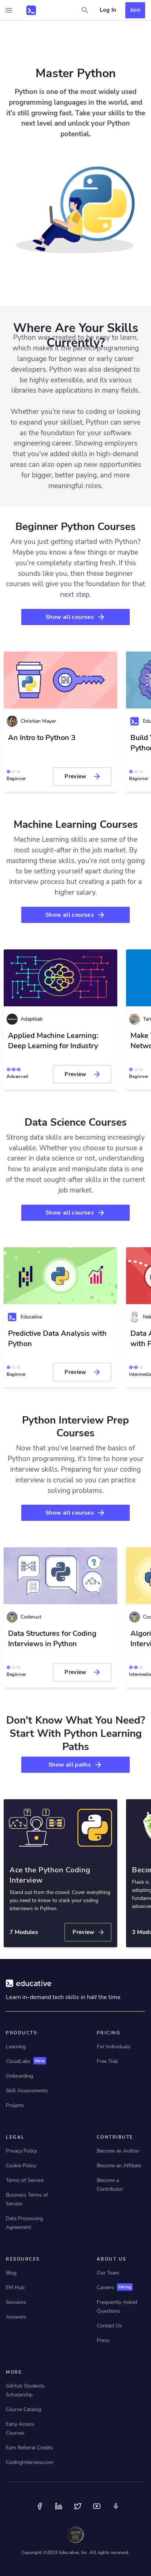 Log In
Join
Master Python
Python is one of the most widely used
programming languages in the world, and
it's still growing fast. Take your skills to the
next level and unlock your Python
potential.
Where Are Your Skills
Currently?
Python was created to be easy to learn,
which makes it the perfect programming
language for beginner and early career
developers. Python was also designed to
be highly extensible, and its various
libraries have applications in many fields.
Whether you're new to code or looking
to expand your skillset, Python can serve
as the foundation for your software
engineering career. Showing employers
that you've added skills in high-demand
can can also open up more opportunities
for bigger, better paying, and more
meaningful roles.
Beginner Python Courses
Are you just getting started with Python?
Maybe you know a few things or maybe
you're completely starting fresh. If this
sounds like you, then these beginner
courses will give you the foundation for that
next step.
Show all courses
Christian Mayer
Edu
An Intro to Python 3
Build
Python
Beginner
Preview
Beginner
Machine Learning Courses
Machine Learning skills are some of the
most sought-after in the job market. By
mastering these skills, you're not only going
to be setting yourself up for success in the
interview process but creating a path for a
higher salary.
Show all courses
Adaptilab
Tari
Applied Machine Learning:
Deep Learning for Industry
Make
Netwo
Advanced
Preview
Beginner
Data Science Courses
Strong data skills are becoming increasingly
valuable. Whether you choose to pursue a
path in data science or not, understanding
how to analyze and manipulate data is one
of the most sought-after skills in the current
job market.
Show all courses
Educative
Predictive Data Analysis with
Python
Data A
with P
Beginner
Preview
Intermedia
Python Interview Prep
Courses
Now that you've learned the basics of
Python programming, it's time to hone your
interview skills. Preparing for your coding
interview is crucial so you can practice
solving problems.
Show all courses
Coderust
Data Structures for Coding
Interviews in Python
Algori
Intervi
Beginner
Preview
Intermedia
Don't Know What You Need?
Start With Python Learning
Paths
Show all paths
Ace the Python Coding
Interview
Becor
Stand out from the crowd. Cover everything
you need to know to crack your coding
interviews in Python.
Flask is
adopting
fundame
advance
7 Modules
Preview
3 Modu
educative
Learn in-demand tech skills in half the time
PRODUCTS
Learning
CloudLabs New
Onboarding
Skill Assessments
Projects
PRICING
For Individuals
Free Trial
LEGAL
Privacy Policy
Cookie Policy
Terms of Service
Business Terms of
Service
Data Processing
Agreement
CONTRIBUTE
Become an Author
Become an Affiliate
Become a
Contributor
RESOURCES
Blog
EM Hub
Sessions
Answers
ABOUT US
Our Team
Careers Hiring
Frequently Asked
Questions
Contact Us
Press
MORE
GitHub Students
Scholarship
Course Catalog
Early Access
Courses
Earn Referral Credits
CodingInterview.com
Copyright ©2023 Educative, Inc. All rights reserved.